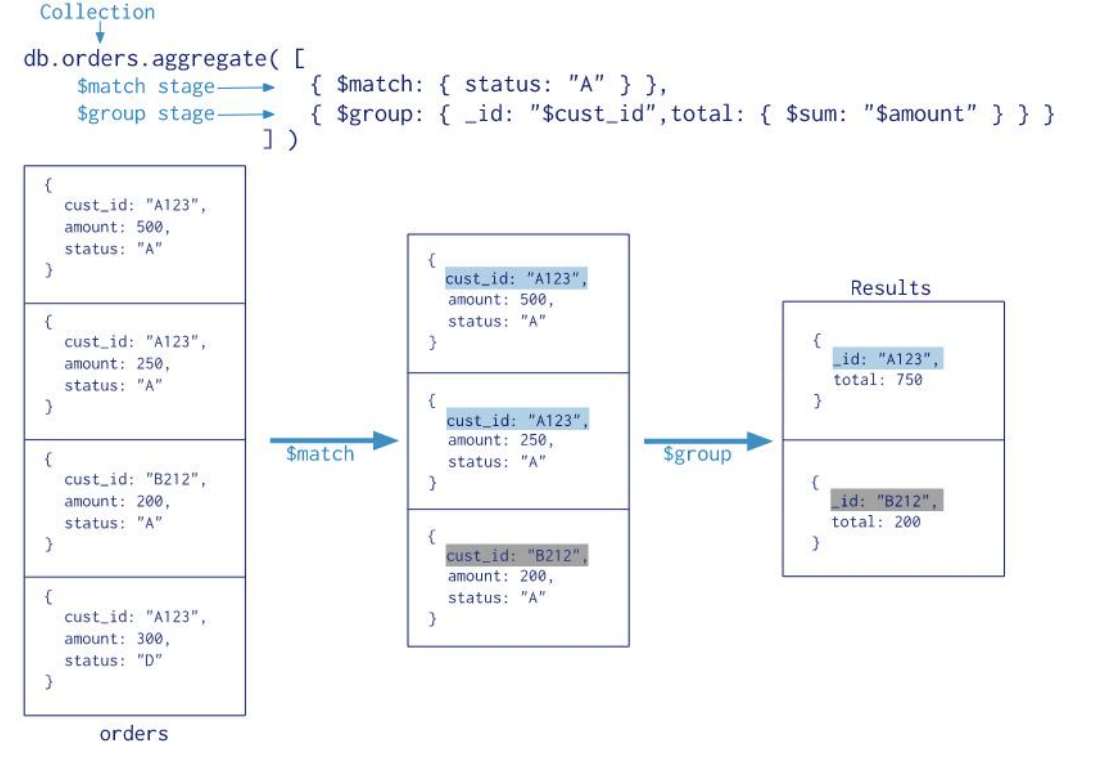 Collection
db.orders.aggregate( [
$match stage { $match: { status: "A" } },
$group stage { $group: { _id: "$cust_id",total: { $sum: "$amount" } } }
] )
{
cust_id: "A123",
amount: 500,
status: "A"
}
{
cust_id: "A123",
amount: 250,
status: "A"
}
{
cust_id: "B212",
amount: 200,
status: "A"
}
{
cust_id: "A123",
amount: 300,
status: "D"
}
orders
$match
{
cust_id: "A123",
amount: 500,
status: "A"
}
{
cust_id: "A123",
amount: 250,
status: "A"
}
{
cust_id: "B212",
amount: 200,
status: "A"
}
$group
Results
{
_id: "A123",
total: 750
}
{
_id: "B212",
total: 200
}